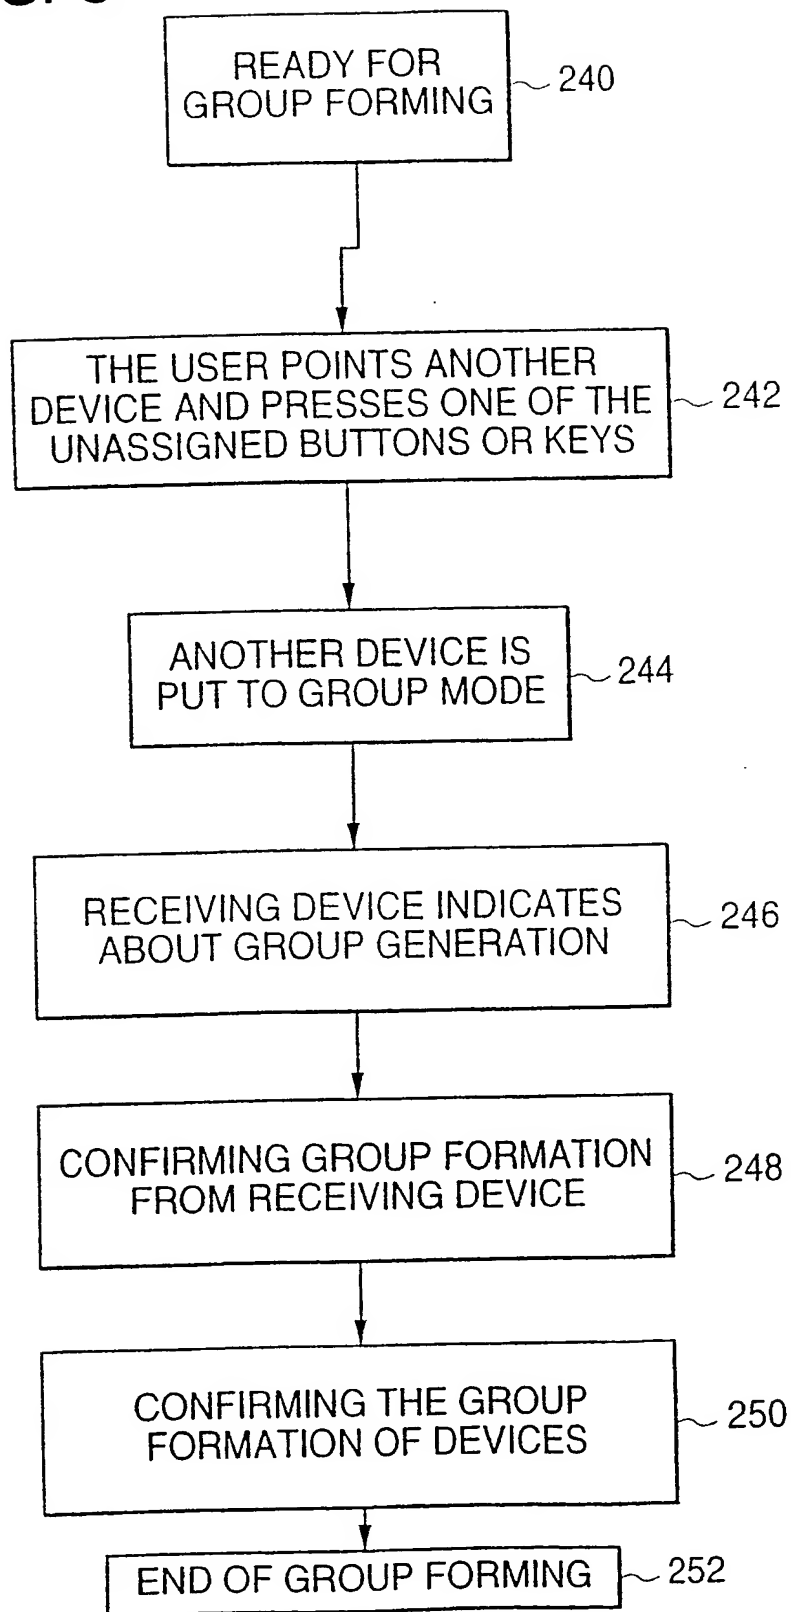 READY FOR
GROUP FORMING
240
THE USER POINTS ANOTHER
DEVICE AND PRESSES ONE OF THE
UNASSIGNED BUTTONS OR KEYS
242
ANOTHER DEVICE IS
PUT TO GROUP MODE
244
RECEIVING DEVICE INDICATES
ABOUT GROUP GENERATION
246
CONFIRMING GROUP FORMATION
FROM RECEIVING DEVICE
248
CONFIRMING THE GROUP
FORMATION OF DEVICES
250
END OF GROUP FORMING
252